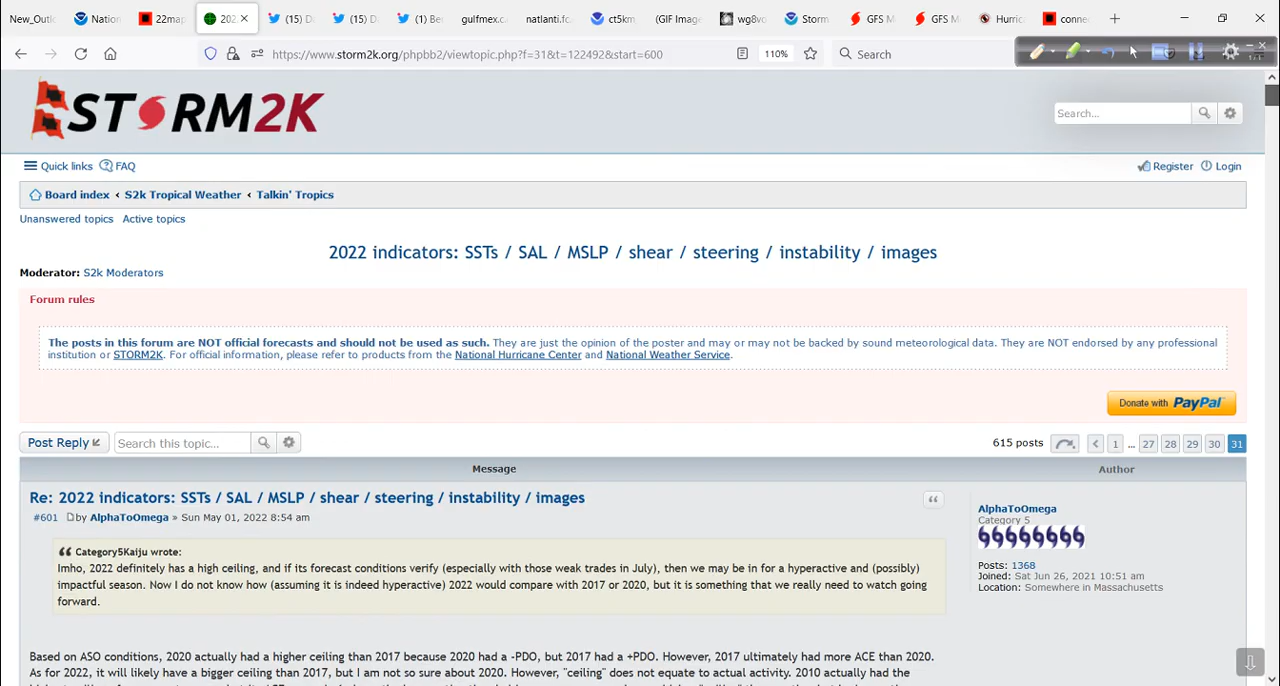 New_Outl Nation 22map 202 (15) D (15) D (1) Be gulfmex.c natlanti.fc ct5km (GIF Image wg8vo Storm GFS M GFS M Hurric conne
https://www.storm2k.org/phpbb2/viewtopic.php?f=31&t=122492&start=600 110% Search
STORM2K
Search...
Quick links FAQ Register Login
Board index ‹ S2k Tropical Weather ‹ Talkin' Tropics
Unanswered topics Active topics
2022 indicators: SSTs / SAL / MSLP / shear / steering / instability / images
Moderator: S2k Moderators
Forum rules
The posts in this forum are NOT official forecasts and should not be used as such. They are just the opinion of the poster and may or may not be backed by sound meteorological data. They are NOT endorsed by any professional
institution or STORM2K. For official information, please refer to products from the National Hurricane Center and National Weather Service.
Donate with PayPal
Post Reply Search this topic... 615 posts 1 ... 27 28 29 30 31
Message Author
Re: 2022 indicators: SSTs / SAL / MSLP / shear / steering / instability / images
#601 by AlphaToOmega » Sun May 01, 2022 8:54 am
AlphaToOmega
Category 5
Posts: 1368
Joined: Sat Jun 26, 2021 10:51 am
Location: Somewhere in Massachusetts
Category5Kaiju wrote:
Imho, 2022 definitely has a high ceiling, and if its forecast conditions verify (especially with those weak trades in July), then we may be in for a hyperactive and (possibly)
impactful season. Now I do not know how (assuming it is indeed hyperactive) 2022 would compare with 2017 or 2020, but it is something that we really need to watch going
forward.
Based on ASO conditions, 2020 actually had a higher ceiling than 2017 because 2020 had a -PDO, but 2017 had a +PDO. However, 2017 ultimately had more ACE than 2020.
As for 2022, it will likely have a bigger ceiling than 2017, but I am not so sure about 2020. However, "ceiling" does not equate to actual activity. 2010 actually had the